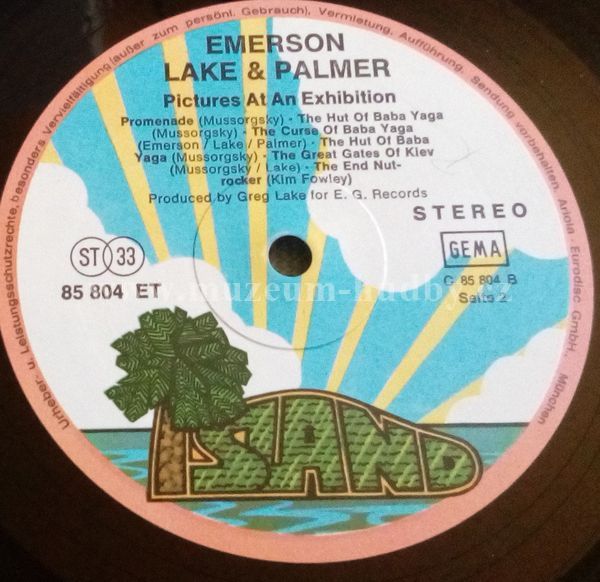 Urheber- u. Leistungsschutzrechte, besonders Vervielfältigung (außer zum persönl. Gebrauch), Vermietung, Aufführung, Sendung vorbehalten. Ariola-Eurodisc GmbH., München
EMERSON
LAKE & PALMER
Pictures At An Exhibition
Promenade (Mussorgsky) - The Hut Of Baba Yaga
(Mussorgsky) - The Curse Of Baba Yaga
(Emerson / Lake / Palmer) - The Hut Of Baba
Yaga (Mussorgsky) - The Great Gates Of Kiev
(Mussorgsky / Lake) - The End Nut-
rocker (Kim Fowley)
Produced by Greg Lake for E. G. Records
STEREO
ST 33
GEMA
85 804 ET
C 85 804 B
Seite 2
www.muzeum-hudby.cz
ISLAND